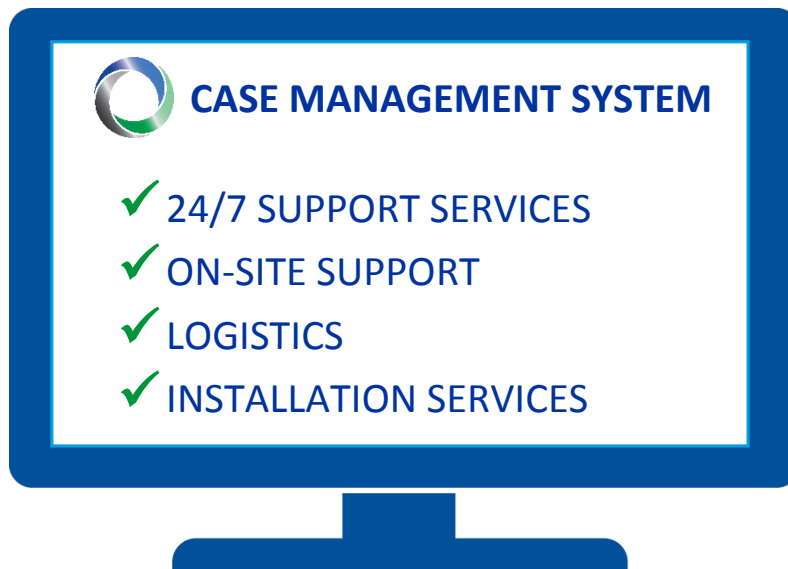 CASE MANAGEMENT SYSTEM
24/7 SUPPORT SERVICES
ON-SITE SUPPORT
LOGISTICS
INSTALLATION SERVICES